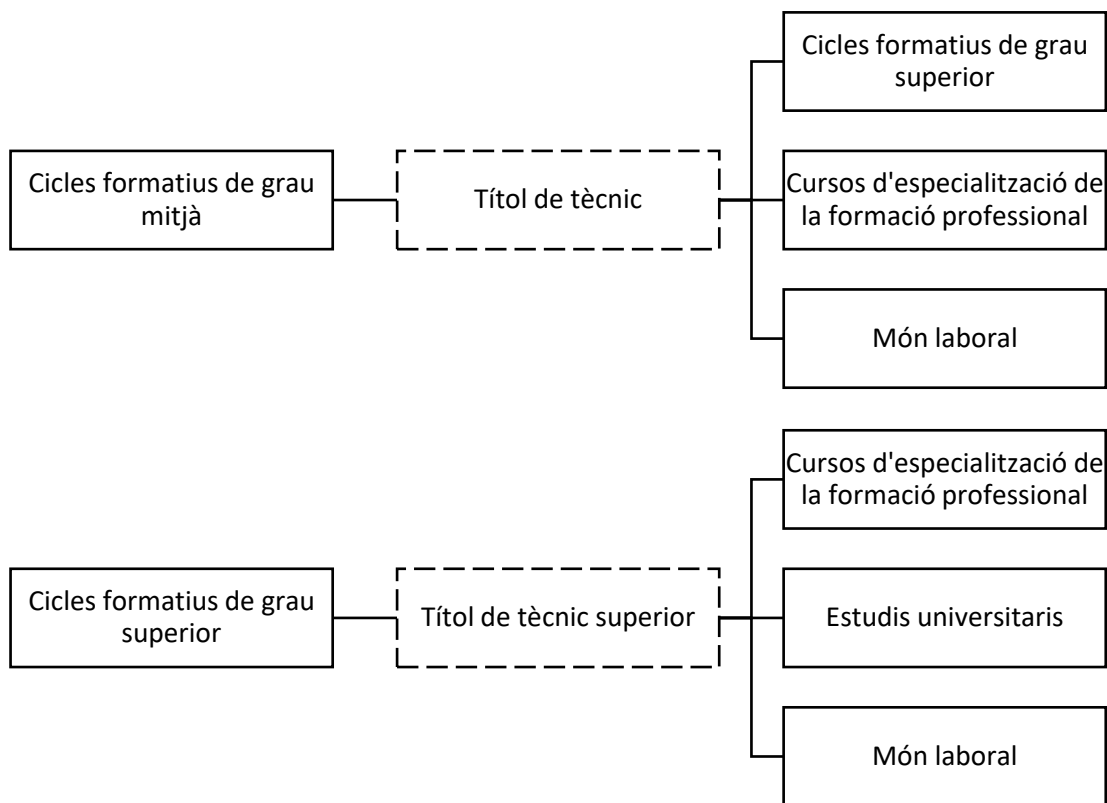 Cicles formatius de grau
superior
Cicles formatius de grau
mitjà
Títol de tècnic
Cursos d'especialització de
la formació professional
Món laboral
Cursos d'especialització de
la formació professional
Cicles formatius de grau
superior
Títol de tècnic superior
Estudis universitaris
Món laboral